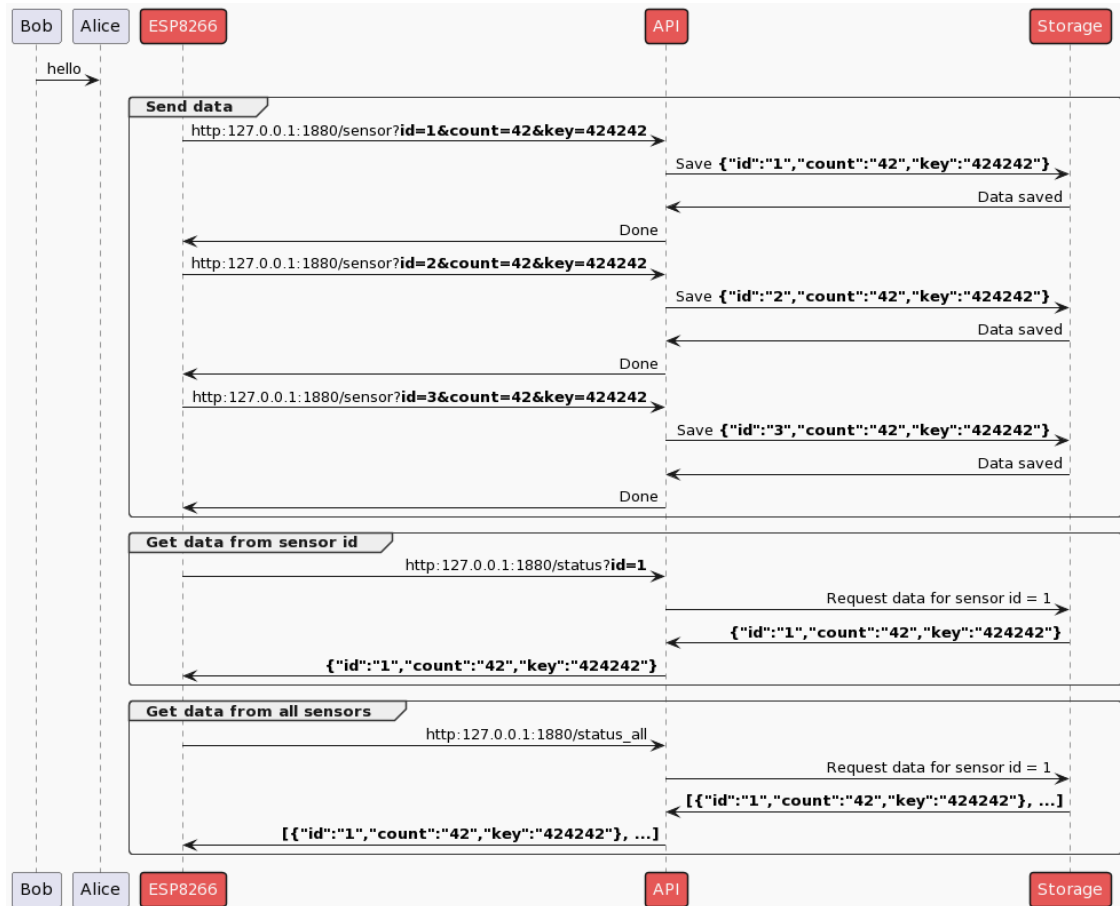 Bob Alice ESP8266 API Storage
hello
Send data
http:127.0.0.1:1880/sensor?id=1&count=42&key=424242
Save {"id":"1","count":"42","key":"424242"}
Data saved
Done
http:127.0.0.1:1880/sensor?id=2&count=42&key=424242
Save {"id":"2","count":"42","key":"424242"}
Data saved
Done
http:127.0.0.1:1880/sensor?id=3&count=42&key=424242
Save {"id":"3","count":"42","key":"424242"}
Data saved
Done
Get data from sensor id
http:127.0.0.1:1880/status?id=1
Request data for sensor id = 1
{"id":"1","count":"42","key":"424242"}
{"id":"1","count":"42","key":"424242"}
Get data from all sensors
http:127.0.0.1:1880/status_all
Request data for sensor id = 1
[{"id":"1","count":"42","key":"424242"}, ...]
[{"id":"1","count":"42","key":"424242"}, ...]
Bob Alice ESP8266 API Storage